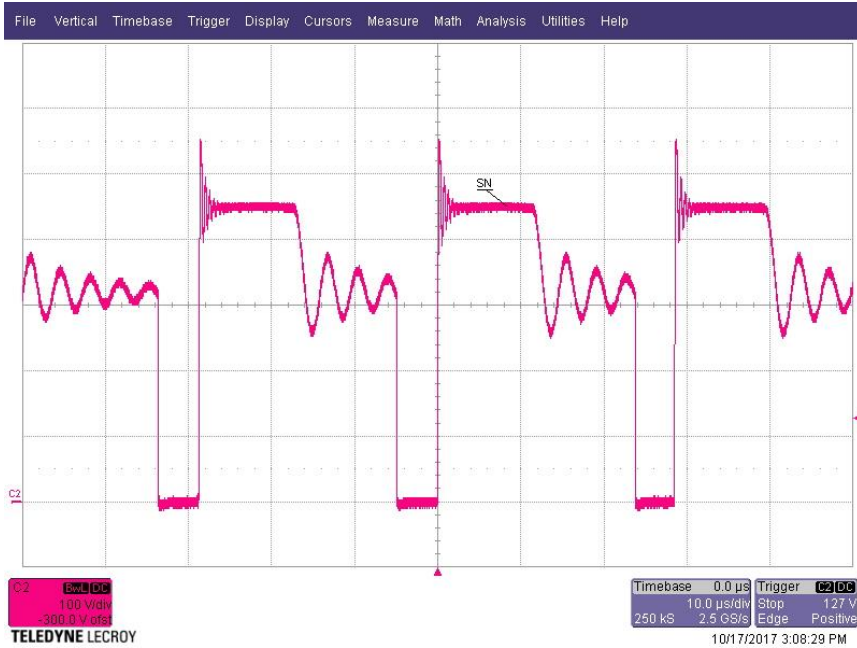 File Vertical Timebase Trigger Display Cursors Measure Math Analysis Utilities Help
SN
C2
C2 BwL DC
100 V/div
-300.0 V ofst
Timebase 0.0 µs
10.0 µs/div
250 kS 2.5 GS/s
Trigger C2 DC
Stop 127 V
Edge Positive
TELEDYNE LECROY
10/17/2017 3:08:29 PM